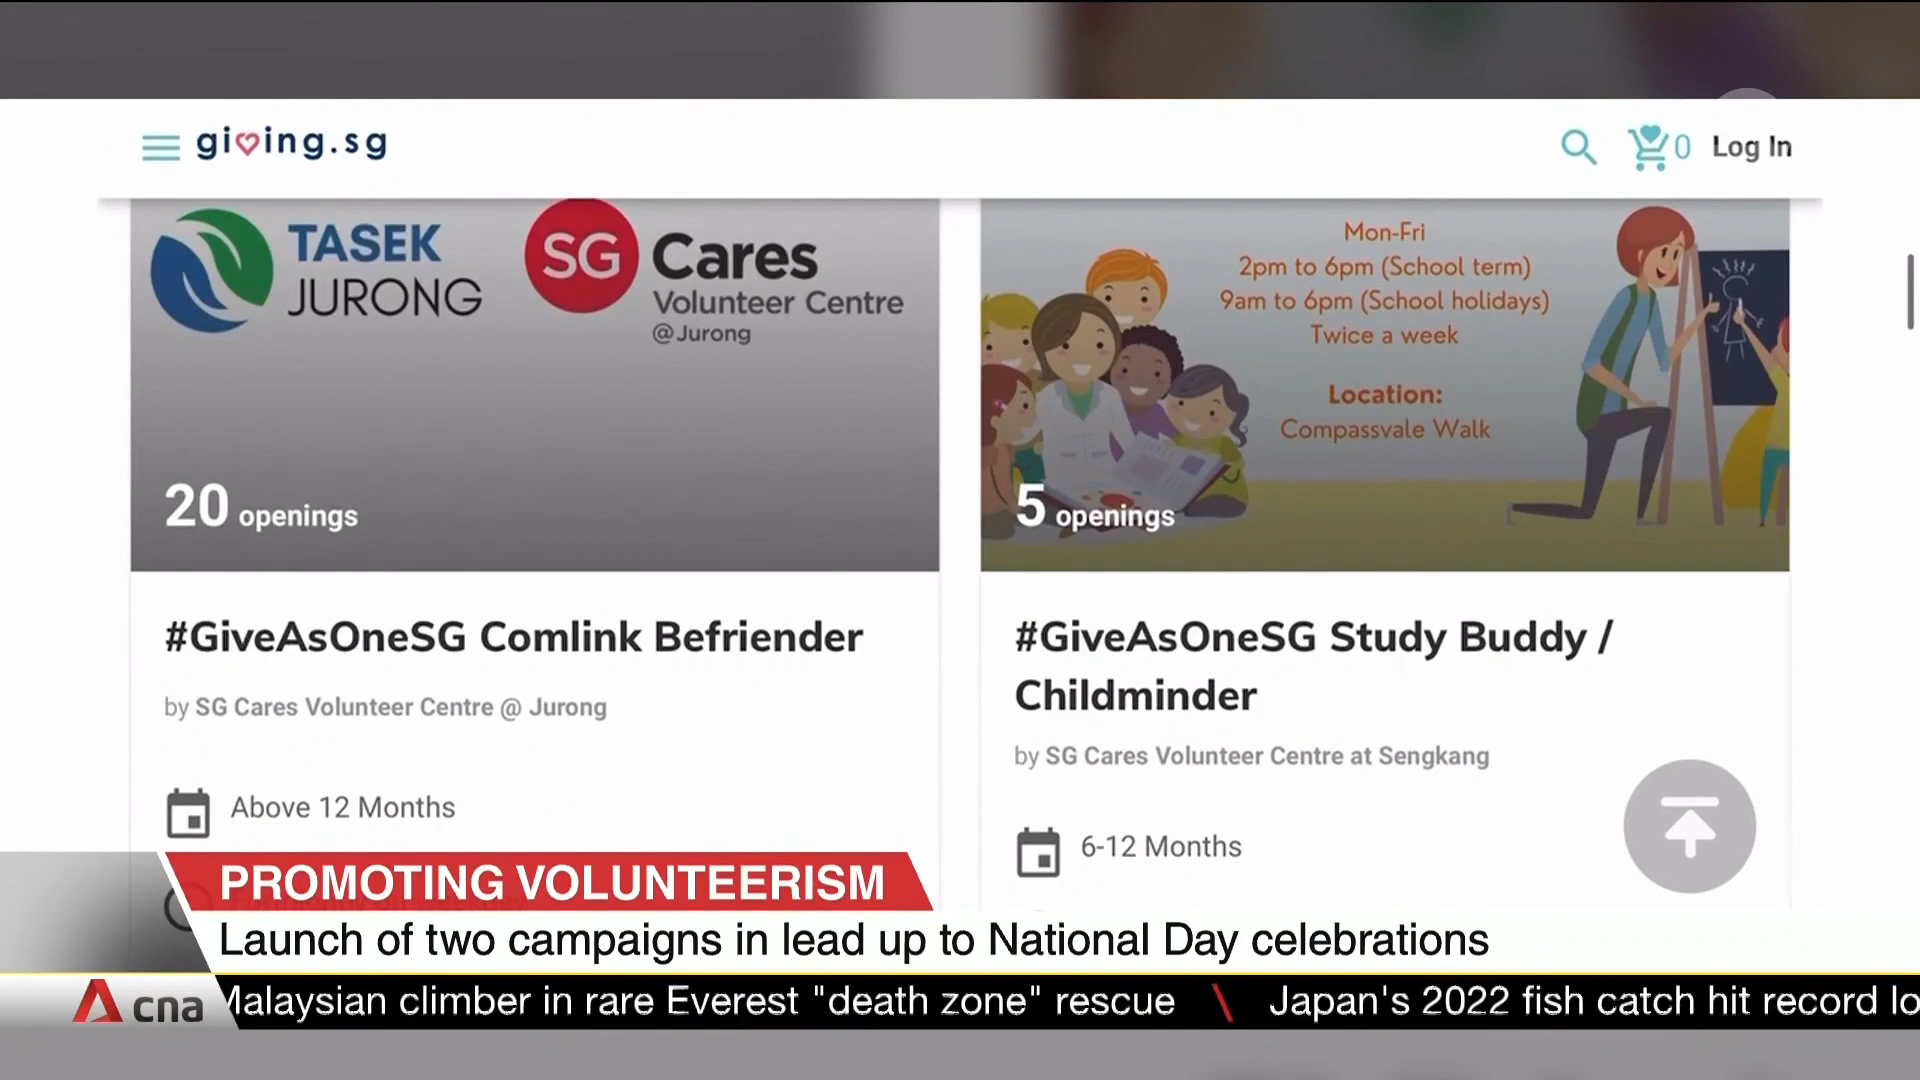 giving.sg
0 Log In
TASEK
JURONG
SG Cares
Volunteer Centre
@Jurong
20 openings
#GiveAsOneSG Comlink Befriender
by SG Cares Volunteer Centre @ Jurong
Above 12 Months
Mon-Fri
2pm to 6pm (School term)
9am to 6pm (School holidays)
Twice a week
Location:
Compassvale Walk
5 openings
#GiveAsOneSG Study Buddy /
Childminder
by SG Cares Volunteer Centre at Sengkang
6-12 Months
PROMOTING VOLUNTEERISM
Launch of two campaigns in lead up to National Day celebrations
cna
Malaysian climber in rare Everest "death zone" rescue \ Japan's 2022 fish catch hit record lo